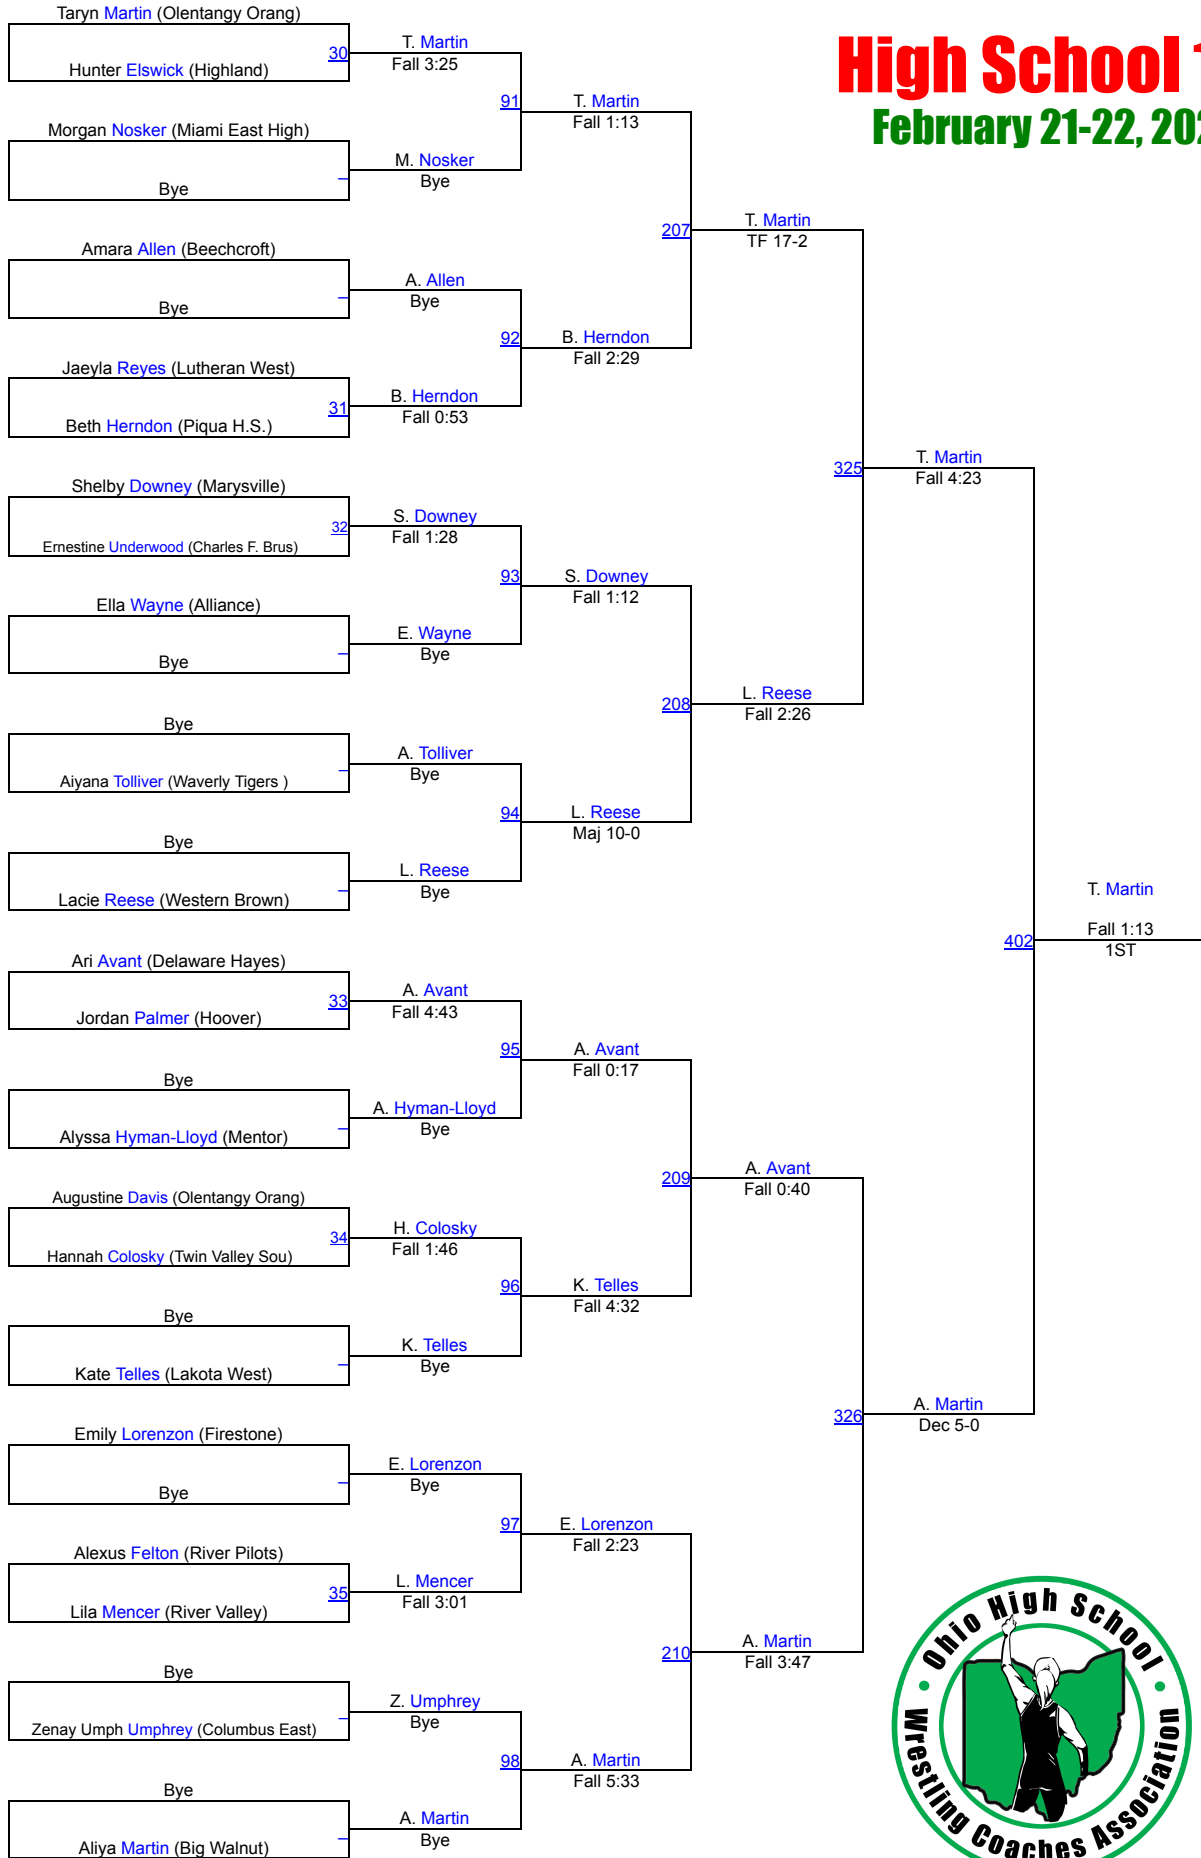 High School 1
February 21-22, 202
Taryn Martin (Olentangy Orang)
30
Hunter Elswick (Highland)
Morgan Nosker (Miami East High)
Bye
Amara Allen (Beechcroft)
Bye
Jaeyla Reyes (Lutheran West)
31
Beth Herndon (Piqua H.S.)
Shelby Downey (Marysville)
32
Ernestine Underwood (Charles F. Brus)
Ella Wayne (Alliance)
Bye
Bye
Aiyana Tolliver (Waverly Tigers )
Bye
Lacie Reese (Western Brown)
Ari Avant (Delaware Hayes)
33
Jordan Palmer (Hoover)
Bye
Alyssa Hyman-Lloyd (Mentor)
Augustine Davis (Olentangy Orang)
34
Hannah Colosky (Twin Valley Sou)
Bye
Kate Telles (Lakota West)
Emily Lorenzon (Firestone)
Bye
Alexus Felton (River Pilots)
35
Lila Mencer (River Valley)
Bye
Zenay Umph Umphrey (Columbus East)
Bye
Aliya Martin (Big Walnut)
T. Martin
Fall 3:25
91
M. Nosker
Bye
A. Allen
Bye
92
B. Herndon
Fall 0:53
S. Downey
Fall 1:28
93
E. Wayne
Bye
A. Tolliver
Bye
94
L. Reese
Bye
A. Avant
Fall 4:43
95
A. Hyman-Lloyd
Bye
H. Colosky
Fall 1:46
96
K. Telles
Bye
E. Lorenzon
Bye
97
L. Mencer
Fall 3:01
Z. Umphrey
Bye
98
A. Martin
Bye
T. Martin
Fall 1:13
207
B. Herndon
Fall 2:29
S. Downey
Fall 1:12
208
L. Reese
Maj 10-0
A. Avant
Fall 0:17
209
K. Telles
Fall 4:32
E. Lorenzon
Fall 2:23
210
A. Martin
Fall 5:33
T. Martin
TF 17-2
325
L. Reese
Fall 2:26
A. Avant
Fall 0:40
326
A. Martin
Fall 3:47
T. Martin
Fall 4:23
402
A. Martin
Dec 5-0
T. Martin
Fall 1:13
1ST
Ohio High School
Wrestling Coaches Association